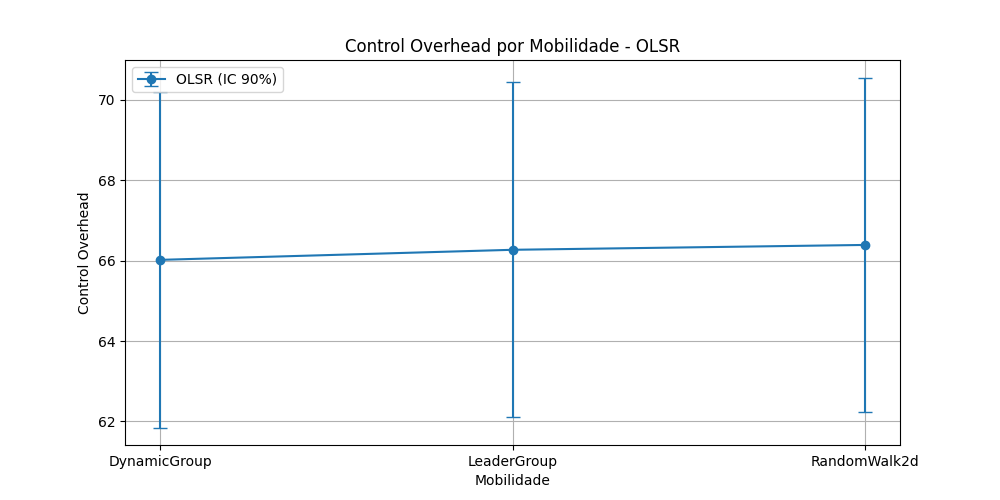 Control Overhead por Mobilidade - OLSR
OLSR (IC 90%)
Control Overhead
70
68
66
64
62
DynamicGroup
LeaderGroup
RandomWalk2d
Mobilidade